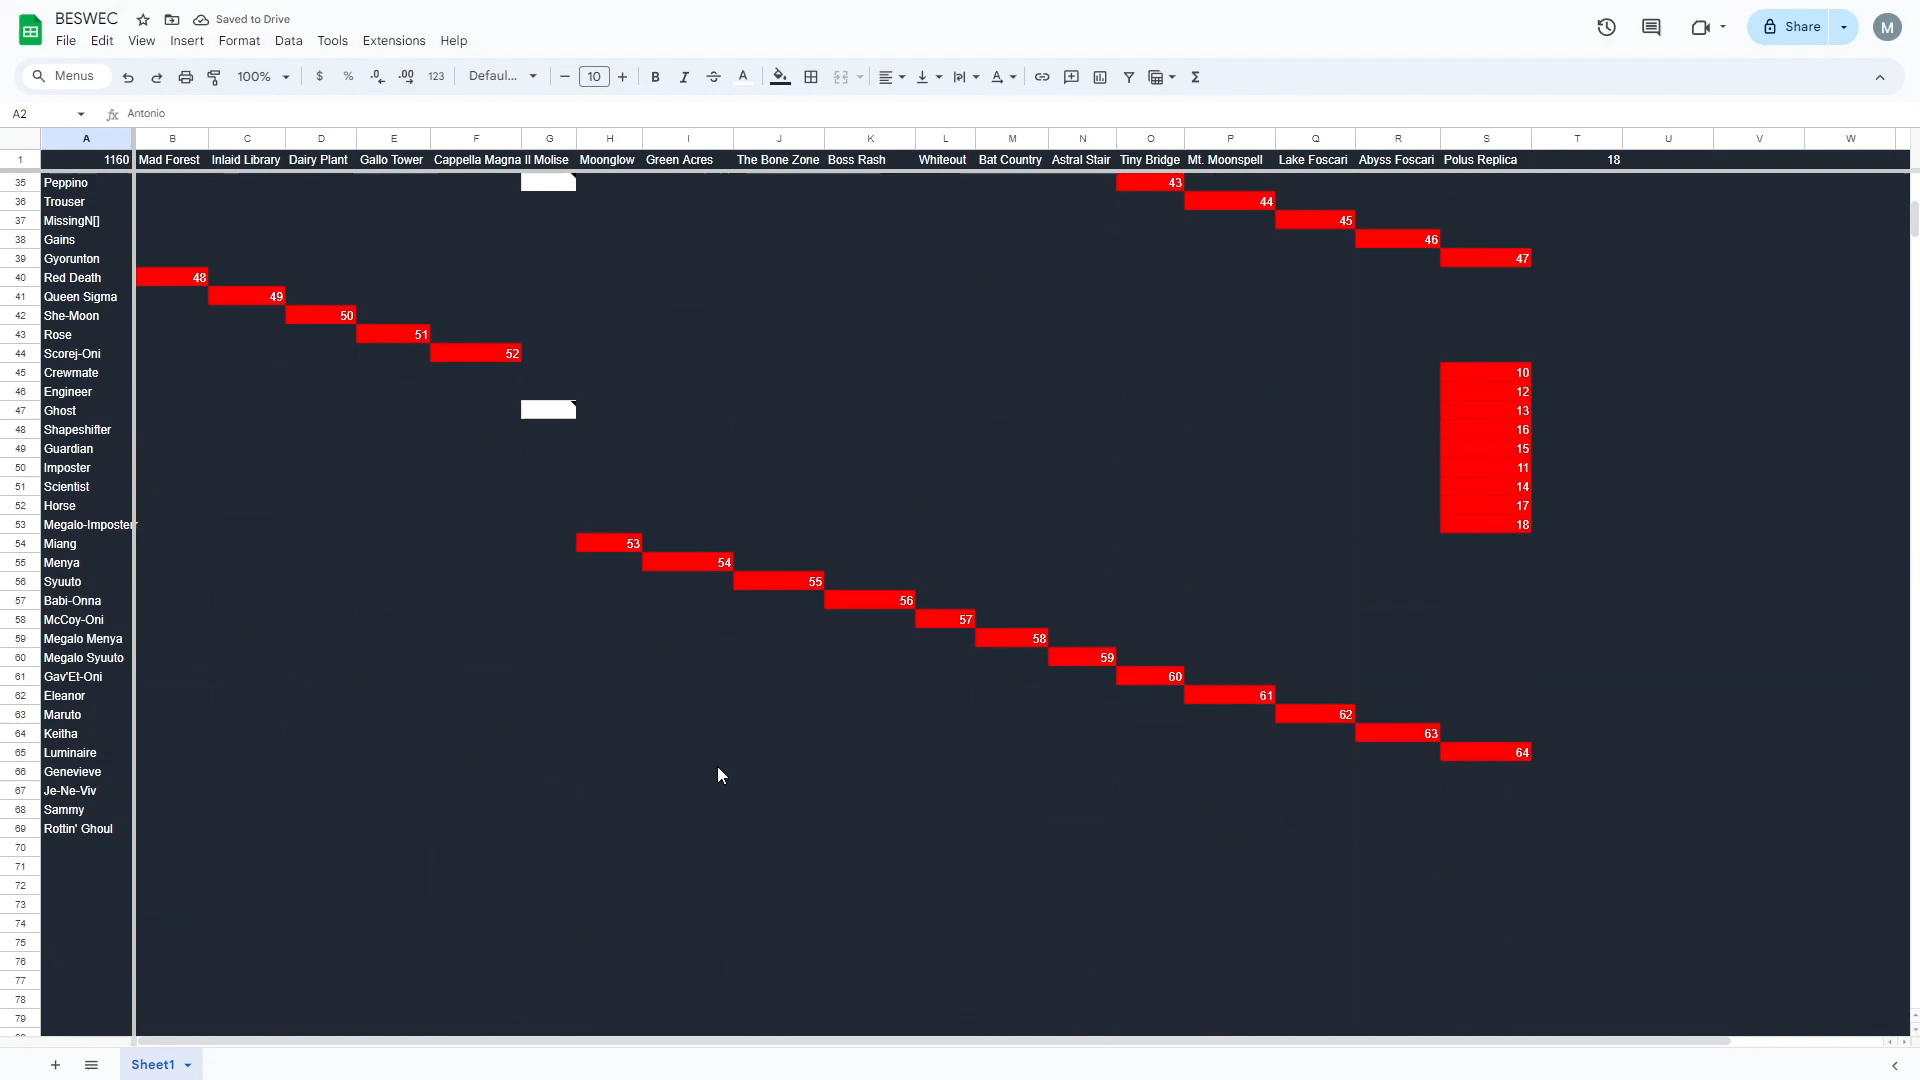 BESWEC Saved to Drive
File Edit View Insert Format Data Tools Extensions Help
Share
M
Menus 100% $ % .0 .00 123 Defaul... 10 B I A A Σ
A2 fx Antonio
A B C D E F G H I J K L M N O P Q R S T U V W
1 1160 Mad Forest Inlaid Library Dairy Plant Gallo Tower Cappella Magna Il Molise Moonglow Green Acres The Bone Zone Boss Rash Whiteout Bat Country Astral Stair Tiny Bridge Mt. Moonspell Lake Foscari Abyss Foscari Polus Replica 18
35 Peppino 43
36 Trouser 44
37 MissingN[] 45
38 Gains 46
39 Gyorunton 47
40 Red Death 48
41 Queen Sigma 49
42 She-Moon 50
43 Rose 51
44 Scorej-Oni 52
45 Crewmate 10
46 Engineer 12
47 Ghost 13
48 Shapeshifter 16
49 Guardian 15
50 Imposter 11
51 Scientist 14
52 Horse 17
53 Megalo-Imposter 18
54 Miang 53
55 Menya 54
56 Syuuto 55
57 Babi-Onna 56
58 McCoy-Oni 57
59 Megalo Menya 58
60 Megalo Syuuto 59
61 Gav'Et-Oni 60
62 Eleanor 61
63 Maruto 62
64 Keitha 63
65 Luminaire 64
66 Genevieve
67 Je-Ne-Viv
68 Sammy
69 Rottin' Ghoul
70
71
72
73
74
75
76
77
78
79
Sheet1